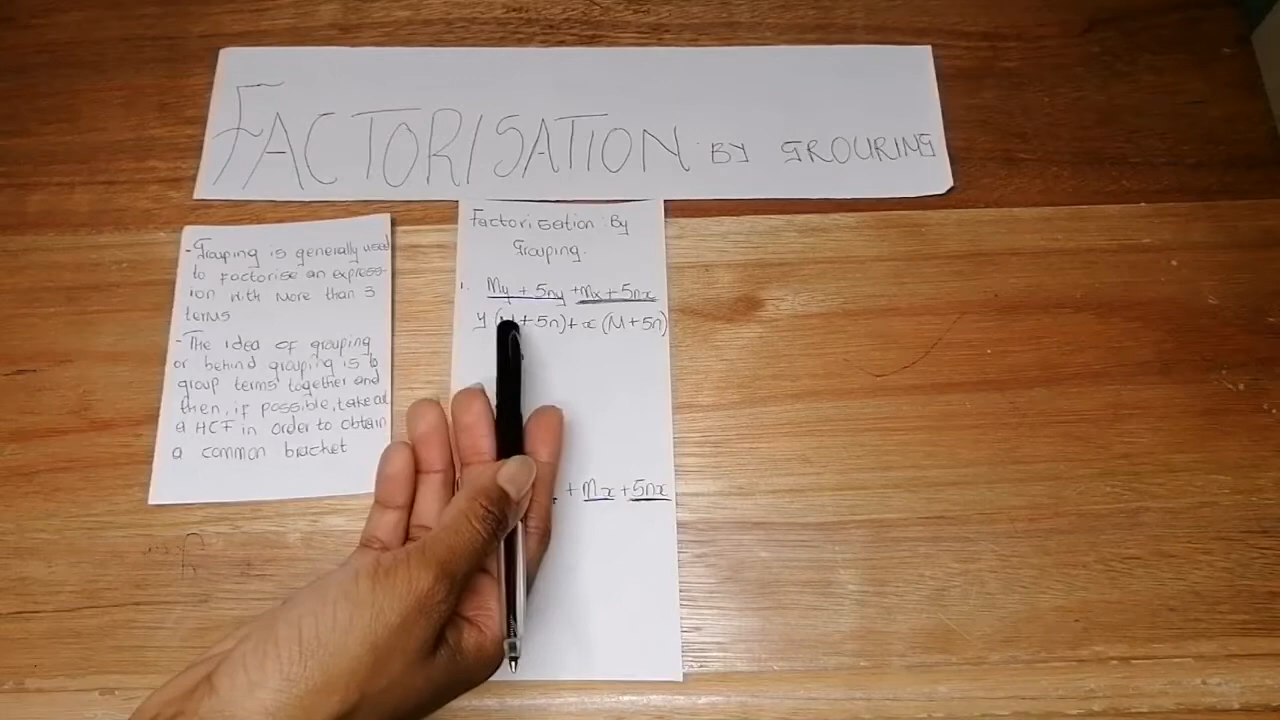 FACTORISATION BY GROURING
- Grouping is generally used
to factorise an express-
ion with more than 3
terms
- The idea of grouping
or behind grouping is to
group terms together and
then, if possible, take out
a HCF in order to obtain
a common bracket
Factorisation: By
Grouping.
1. My + 5ny + Mx + 5nx
y (M + 5n) + x (M + 5n)
+ Mx + 5nx